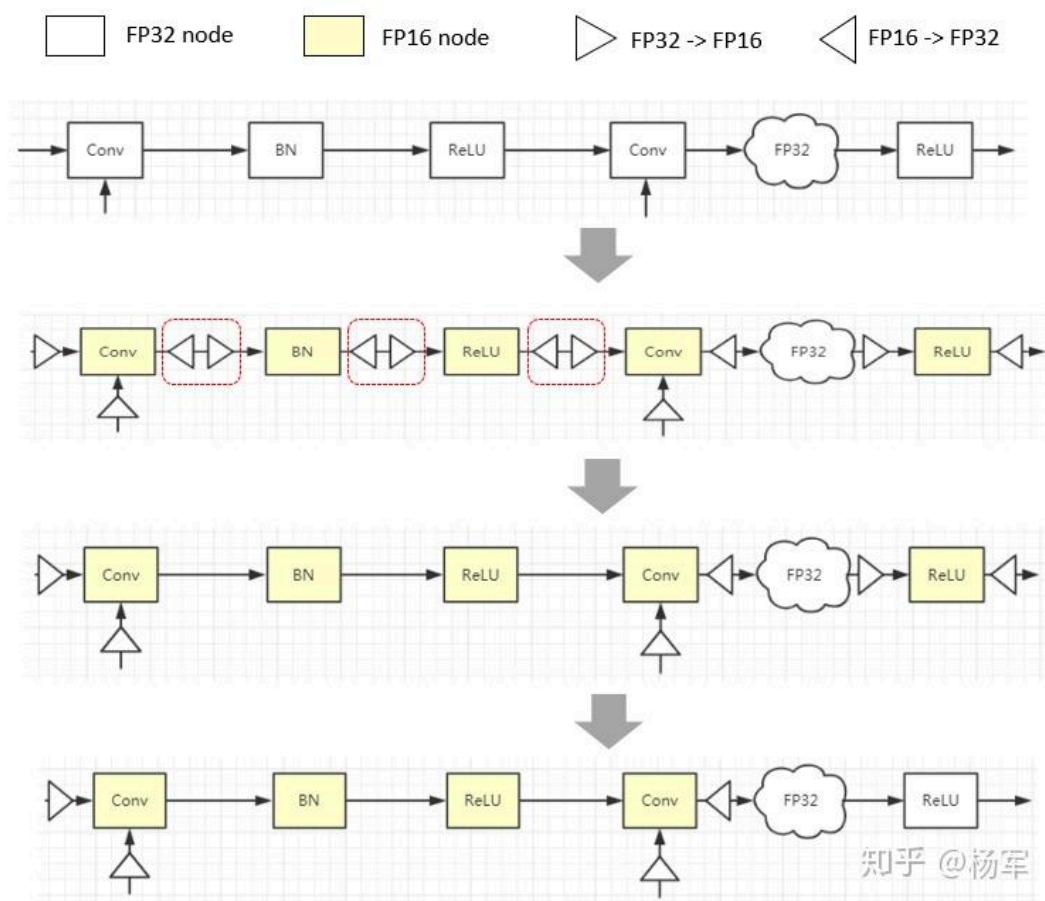 FP32 node FP16 node FP32 -> FP16 FP16 -> FP32
Conv BN ReLU Conv FP32 ReLU
Conv BN ReLU Conv FP32 ReLU
Conv BN ReLU Conv FP32 ReLU
Conv BN ReLU Conv FP32 ReLU
知乎 @杨军